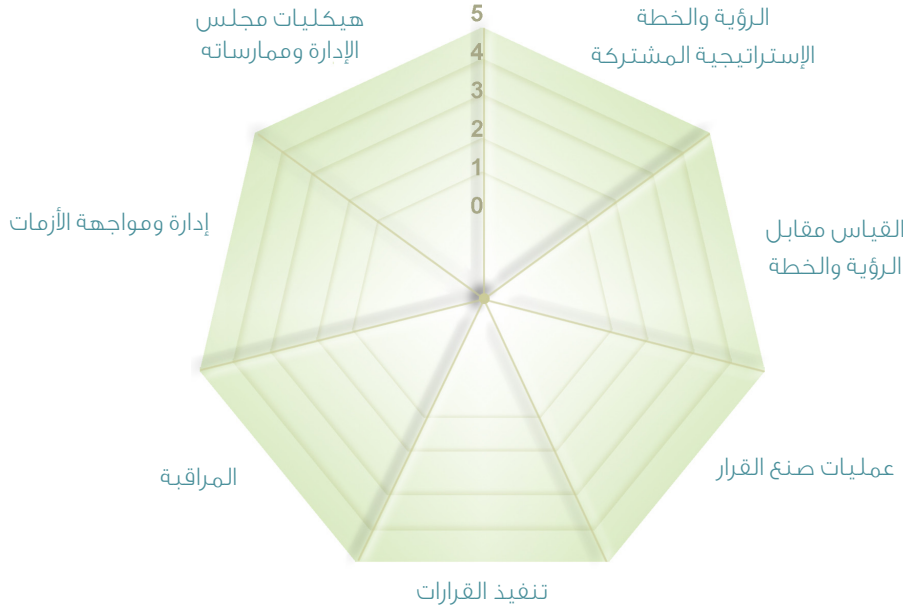 الرؤية والخطة
الإستراتيجية المشتركة
القياس مقابل
الرؤية والخطة
عمليات صنع القرار
تنفيذ القرارات
المراقبة
إدارة ومواجهة الأزمات
هيكليات مجلس
الإدارة وممارساته
5
4
3
2
1
0